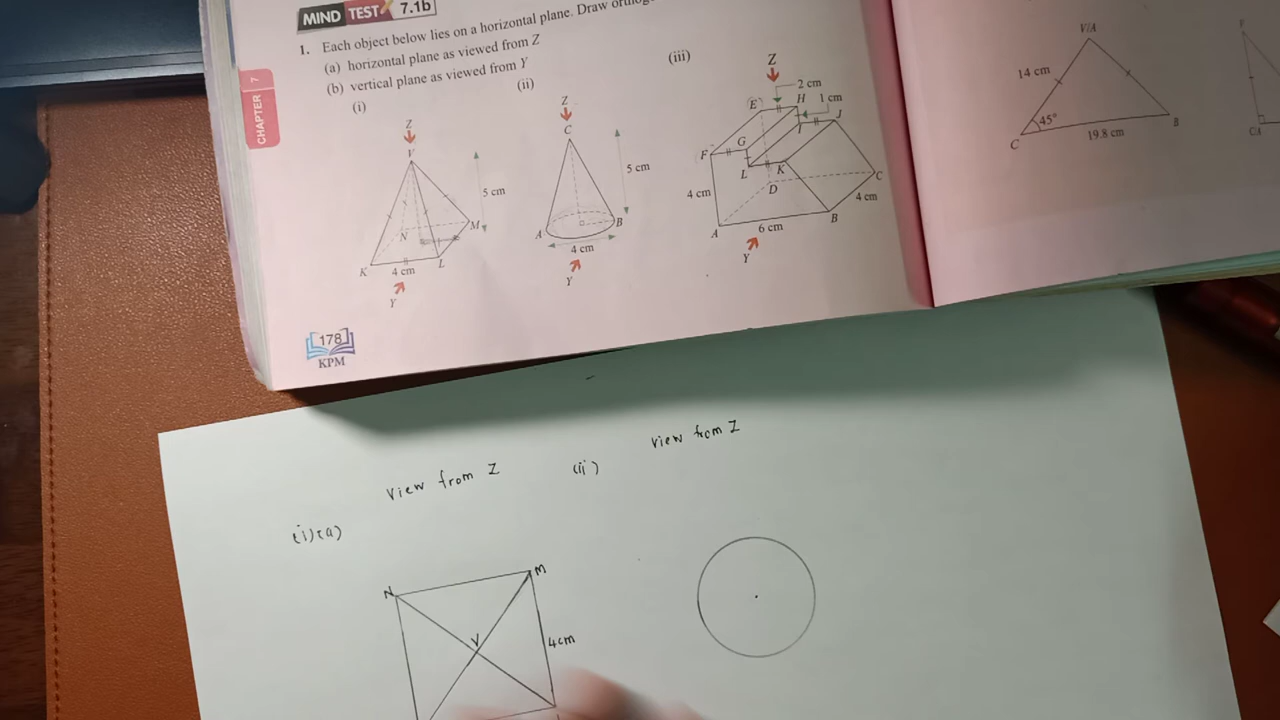 MIND TEST 7.1b
1. Each object below lies on a horizontal plane. Draw
(a) horizontal plane as viewed from Z
(b) vertical plane as viewed from Y
(i)
(ii)
(iii)
CHAPTER 7
Z
V
5 cm
N
M
K
4 cm
L
Y
Z
C
5 cm
A
B
4 cm
Y
Z
2 cm
E
H
1 cm
J
I
F
G
L
K
D
C
4 cm
4 cm
B
A
6 cm
Y
178
KPM
V/A
14 cm
45°
C
19.8 cm
B
View from Z
(ii)
View from Z
(i)(a)
N
M
V
4cm